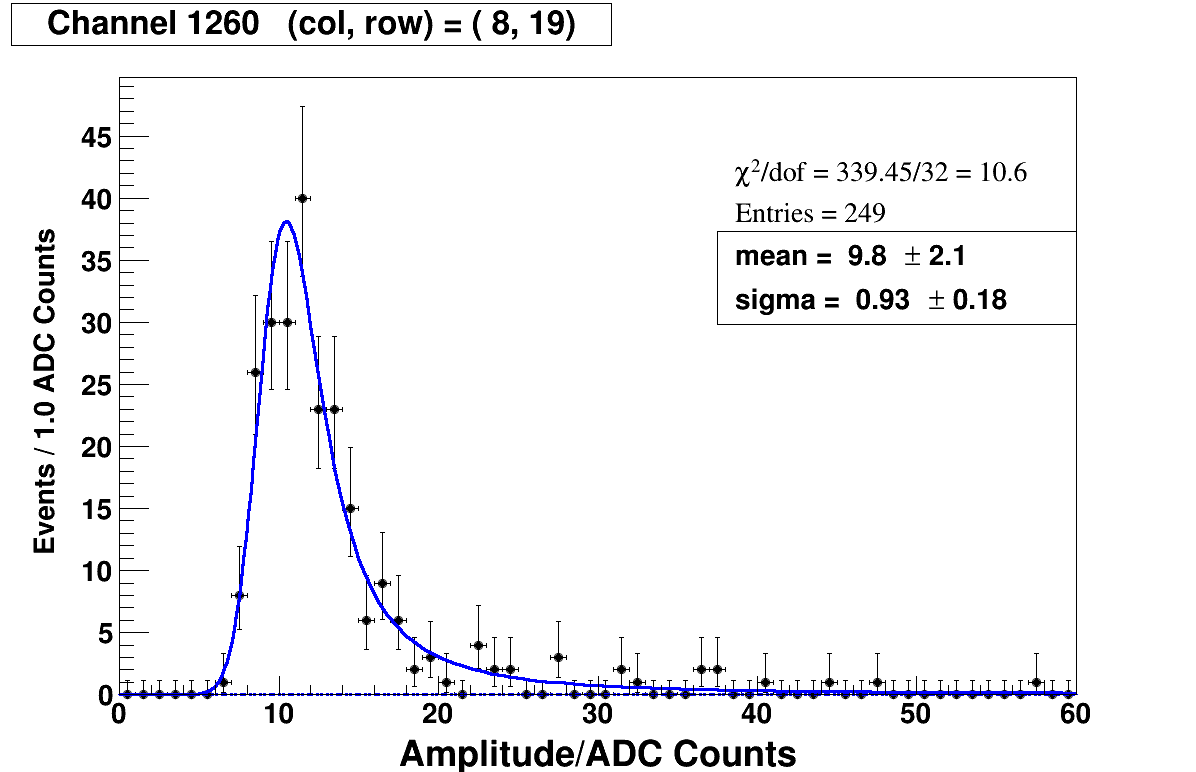 Channel 1260 (col, row) = ( 8, 19)
χ²/dof = 339.45/32 = 10.6
Entries = 249
mean = 9.8 ± 2.1
sigma = 0.93 ± 0.18
Events / 1.0 ADC Counts
45
40
35
30
25
20
15
10
5
0
0 10 20 30 40 50 60
Amplitude/ADC Counts